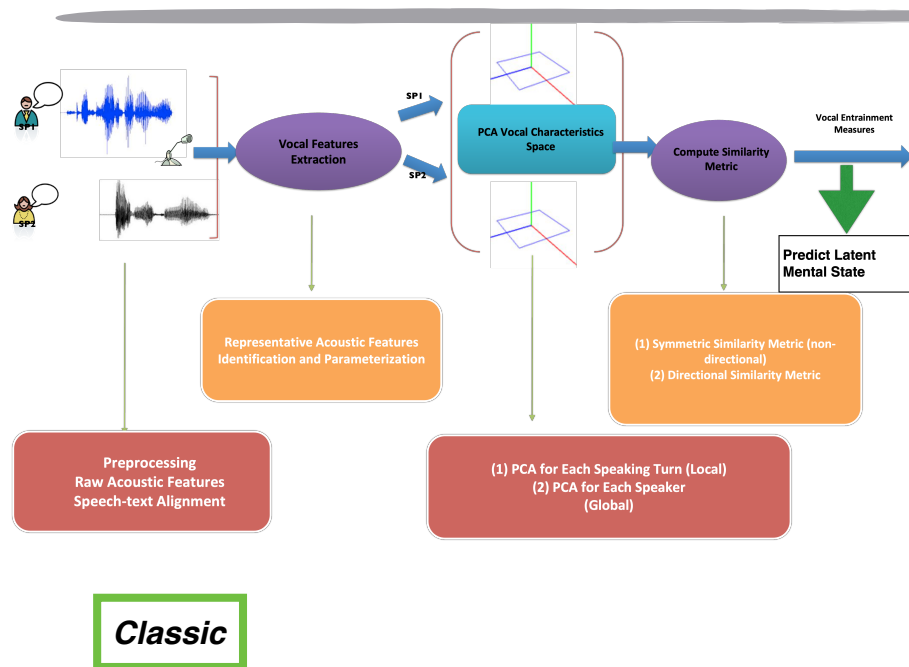 SP1
SP2
Vocal Features
Extraction
SP1
SP2
PCA Vocal Characteristics
Space
Compute Similarity
Metric
Vocal Entrainment
Measures
Predict Latent
Mental State
Representative Acoustic Features
Identification and Parameterization
(1) Symmetric Similarity Metric (non-
directional)
(2) Directional Similarity Metric
Preprocessing
Raw Acoustic Features
Speech-text Alignment
(1) PCA for Each Speaking Turn (Local)
(2) PCA for Each Speaker
(Global)
Classic